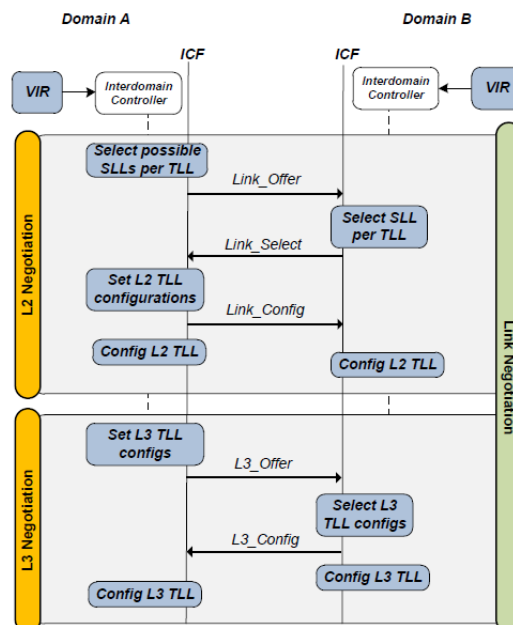 Domain A
Domain B
ICF
ICF
VIR
Interdomain
Controller
Interdomain
Controller
VIR
L2 Negotiation
Link Negotiation
Select possible
SLLs per TLL
Link_Offer
Select SLL
per TLL
Link_Select
Set L2 TLL
configurations
Link_Config
Config L2 TLL
Config L2 TLL
L3 Negotiation
Set L3 TLL
configs
L3_Offer
Select L3
TLL configs
L3_Config
Config L3 TLL
Config L3 TLL